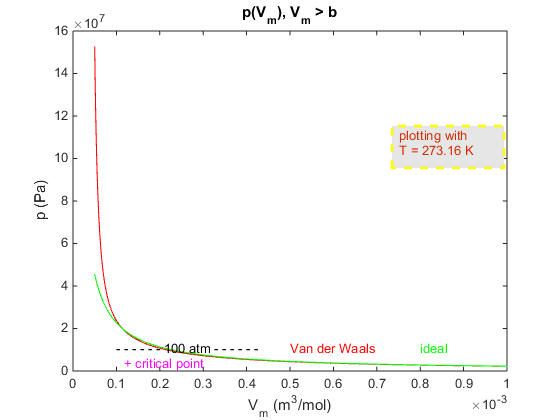 p(V_m), V_m > b
×10^7
16
14
12
10
8
6
4
2
0
p (Pa)
plotting with
T = 273.16 K
100 atm
Van der Waals
ideal
+ critical point
0
0.1
0.2
0.3
0.4
0.5
0.6
0.7
0.8
0.9
1
×10^-3
V_m (m^3/mol)